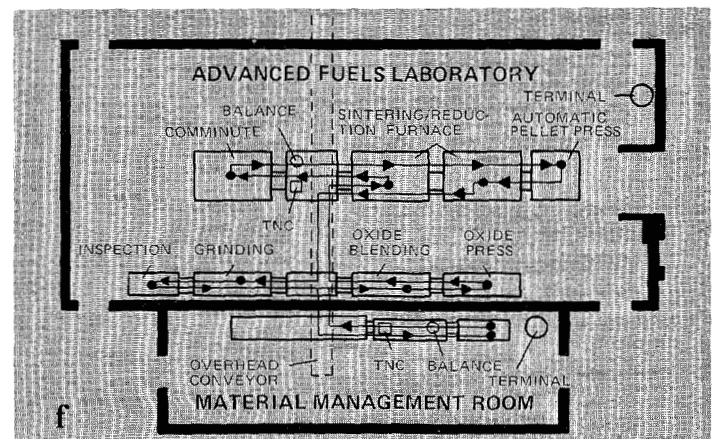 ADVANCED FUELS LABORATORY
TERMINAL
BALANCE
SINTERING/REDUC-
TION FURNACE
AUTOMATIC
PELLET PRESS
COMMINUTE
TNC
INSPECTION
GRINDING
OXIDE
BLENDING
OXIDE
PRESS
OVERHEAD
CONVEYOR
TNC
BALANCE
TERMINAL
MATERIAL MANAGEMENT ROOM
f